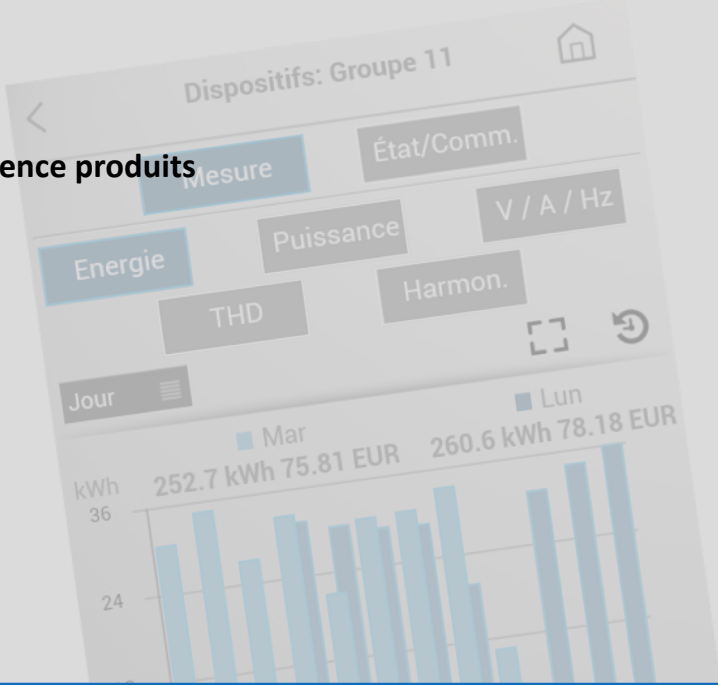 Dispositifs: Groupe 11
ence produits
Mesure
État/Comm.
Energie
Puissance
V / A / Hz
THD
Harmon.
Jour
Mar
Lun
252.7 kWh 75.81 EUR
260.6 kWh 78.18 EUR
kWh
36
24